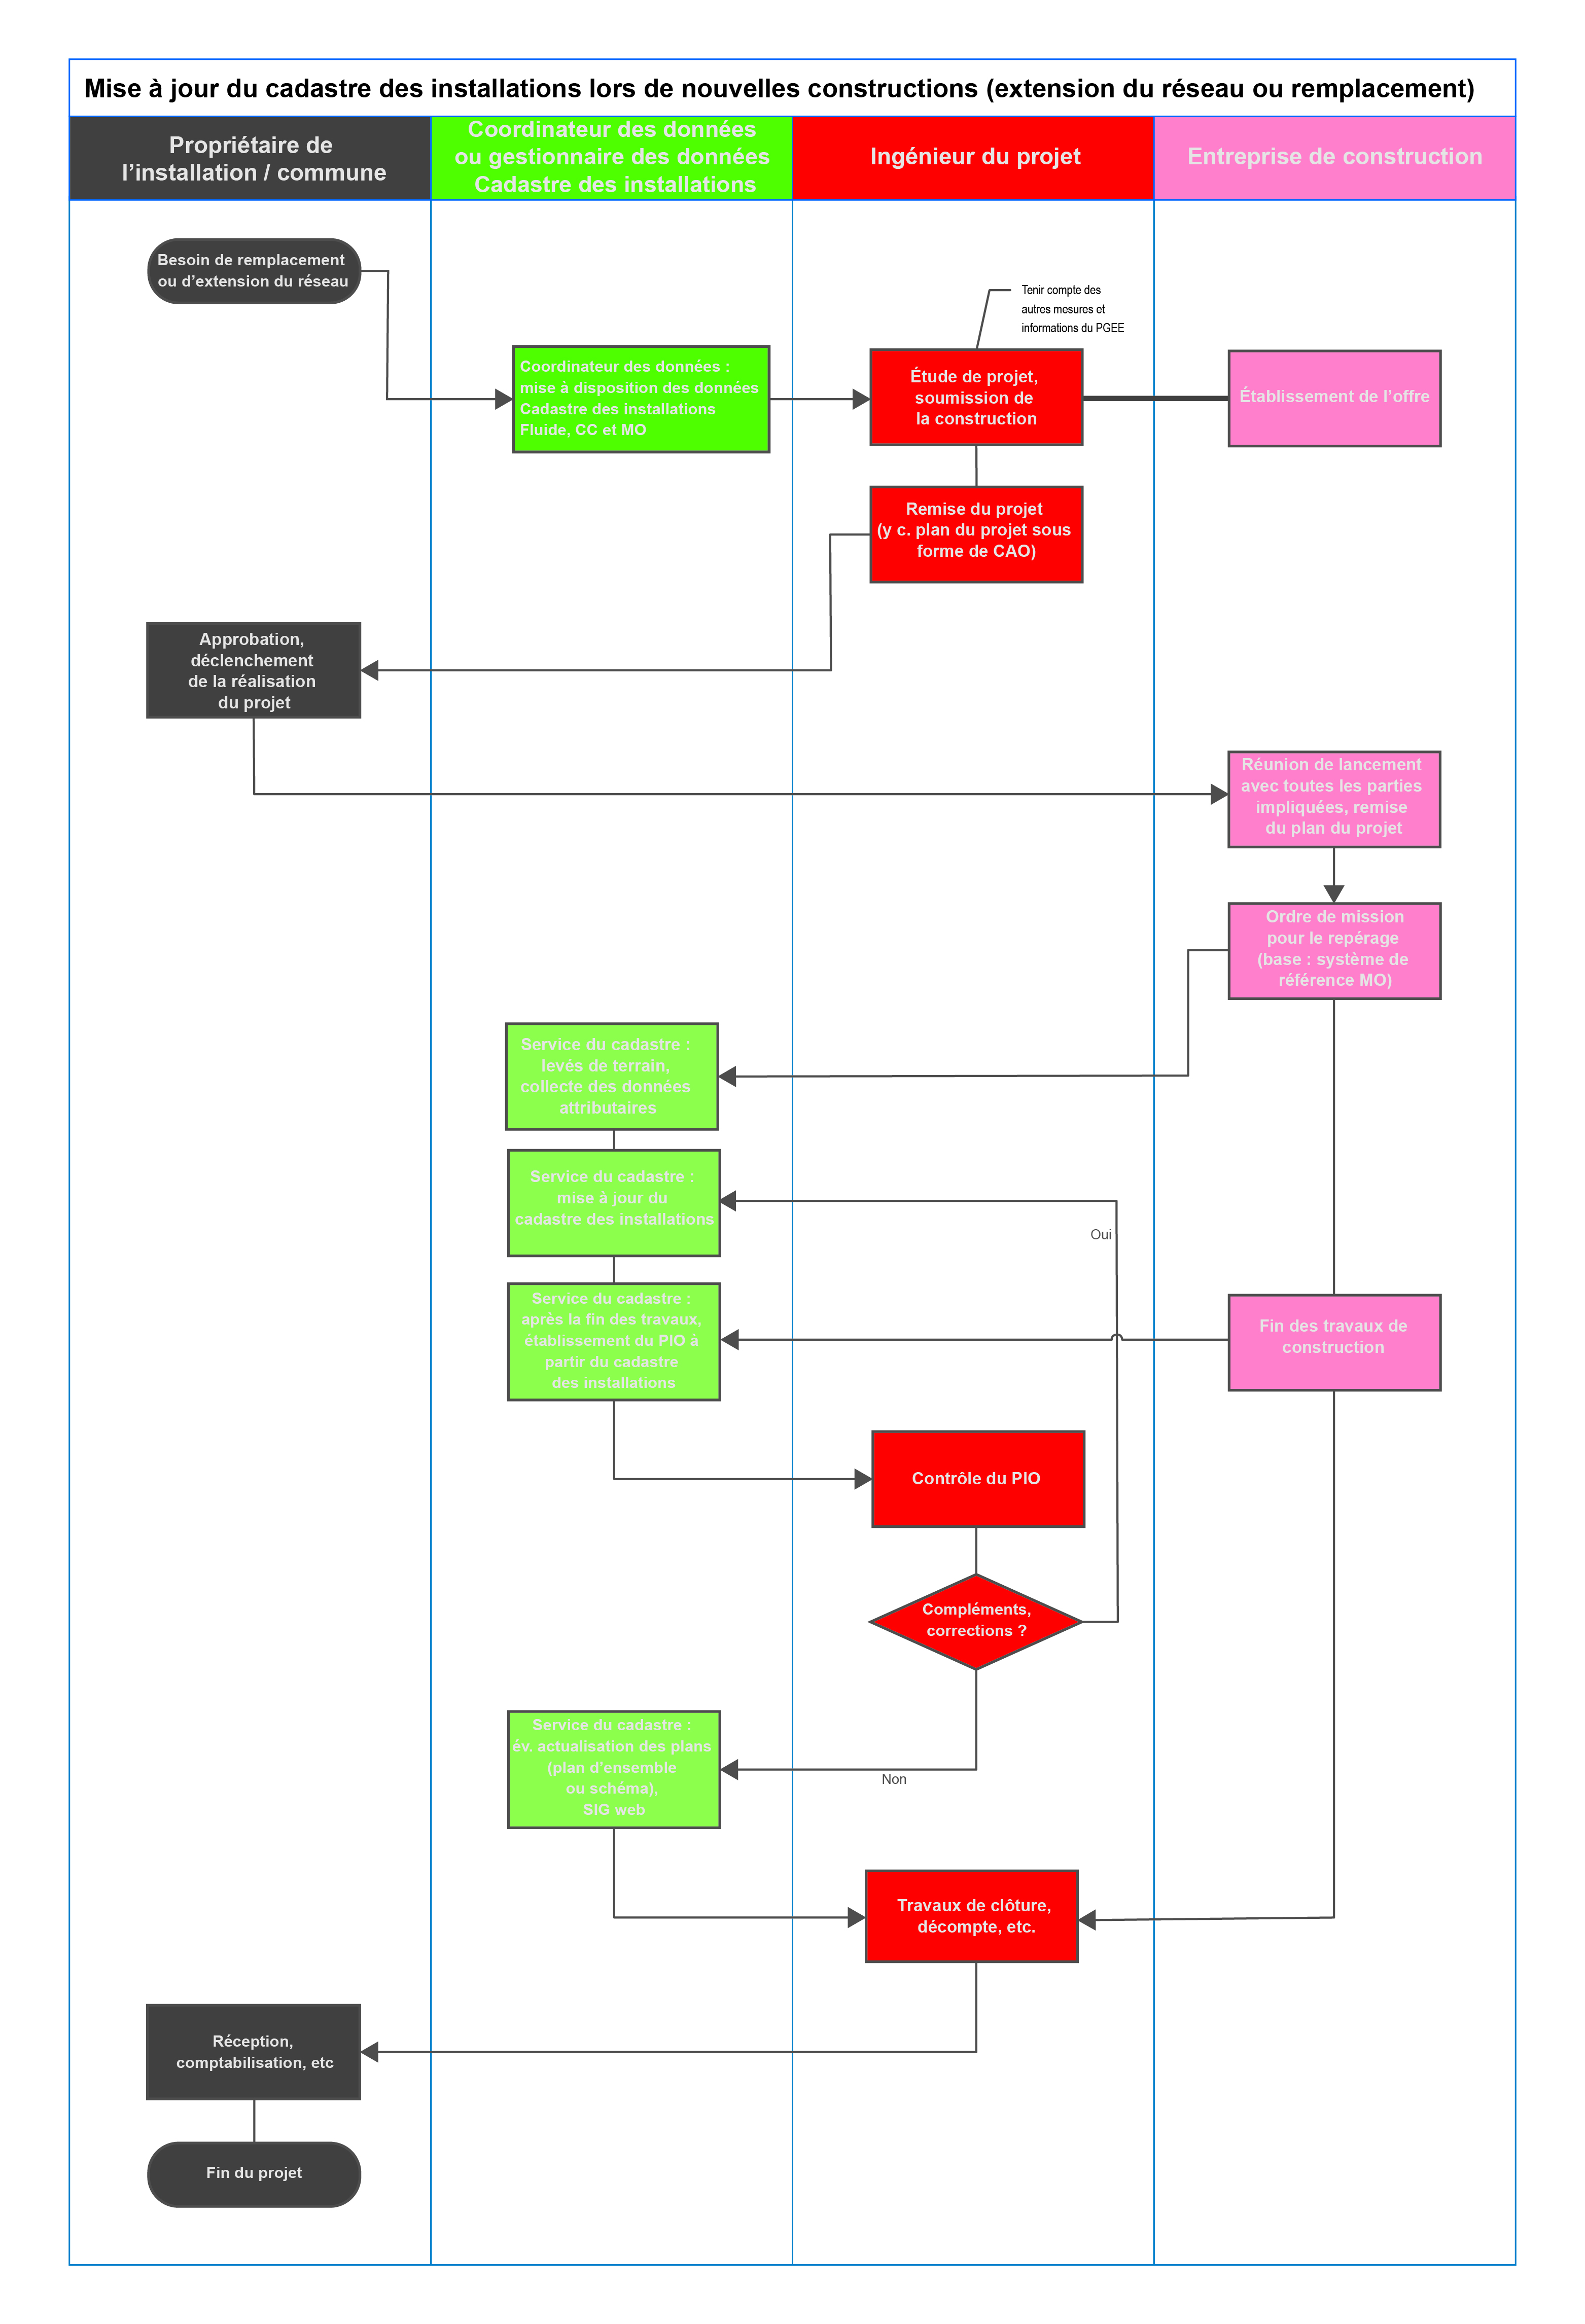 Mise à jour du cadastre des installations lors de nouvelles constructions (extension du réseau ou remplacement)
Propriétaire de
l’installation / commune
Coordinateur des données
ou gestionnaire des données
Cadastre des installations
Ingénieur du projet
Entreprise de construction
Besoin de remplacement
ou d’extension du réseau
Tenir compte des
autres mesures et
informations du PGEE
Coordinateur des données :
mise à disposition des données
Cadastre des installations
Fluide, CC et MO
Étude de projet,
soumission de
la construction
Établissement de l’offre
Remise du projet
(y c. plan du projet sous
forme de CAO)
Approbation,
déclenchement
de la réalisation
du projet
Réunion de lancement
avec toutes les parties
impliquées, remise
du plan du projet
Ordre de mission
pour le repérage
(base : système de
référence MO)
Service du cadastre :
levés de terrain,
collecte des données
attributaires
Service du cadastre :
mise à jour du
cadastre des installations
Oui
Service du cadastre :
après la fin des travaux,
établissement du PIO à
partir du cadastre
des installations
Fin des travaux de
construction
Contrôle du PIO
Compléments,
corrections ?
Service du cadastre :
év. actualisation des plans
(plan d’ensemble
ou schéma),
SIG web
Non
Travaux de clôture,
décompte, etc.
Réception,
comptabilisation, etc
Fin du projet